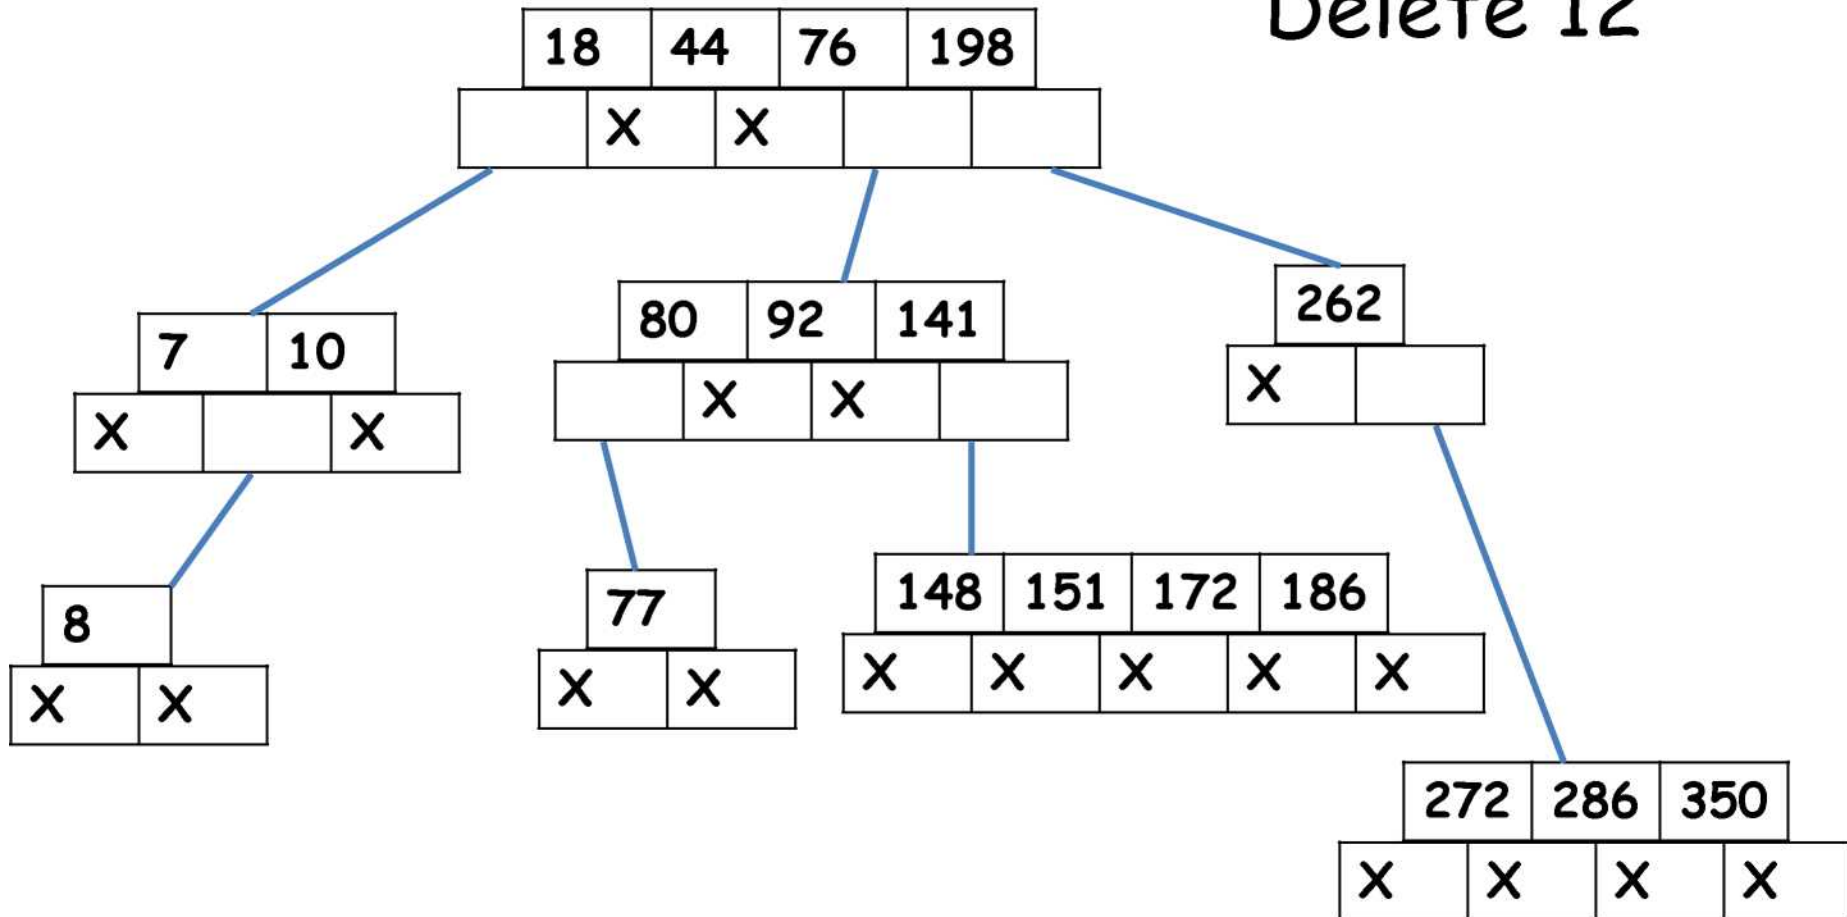 Delete 12
18 44 76 198
X X
7 10
X X
80 92 141
X X
262
X
8
X X
77
X X
148 151 172 186
X X X X X
272 286 350
X X X X